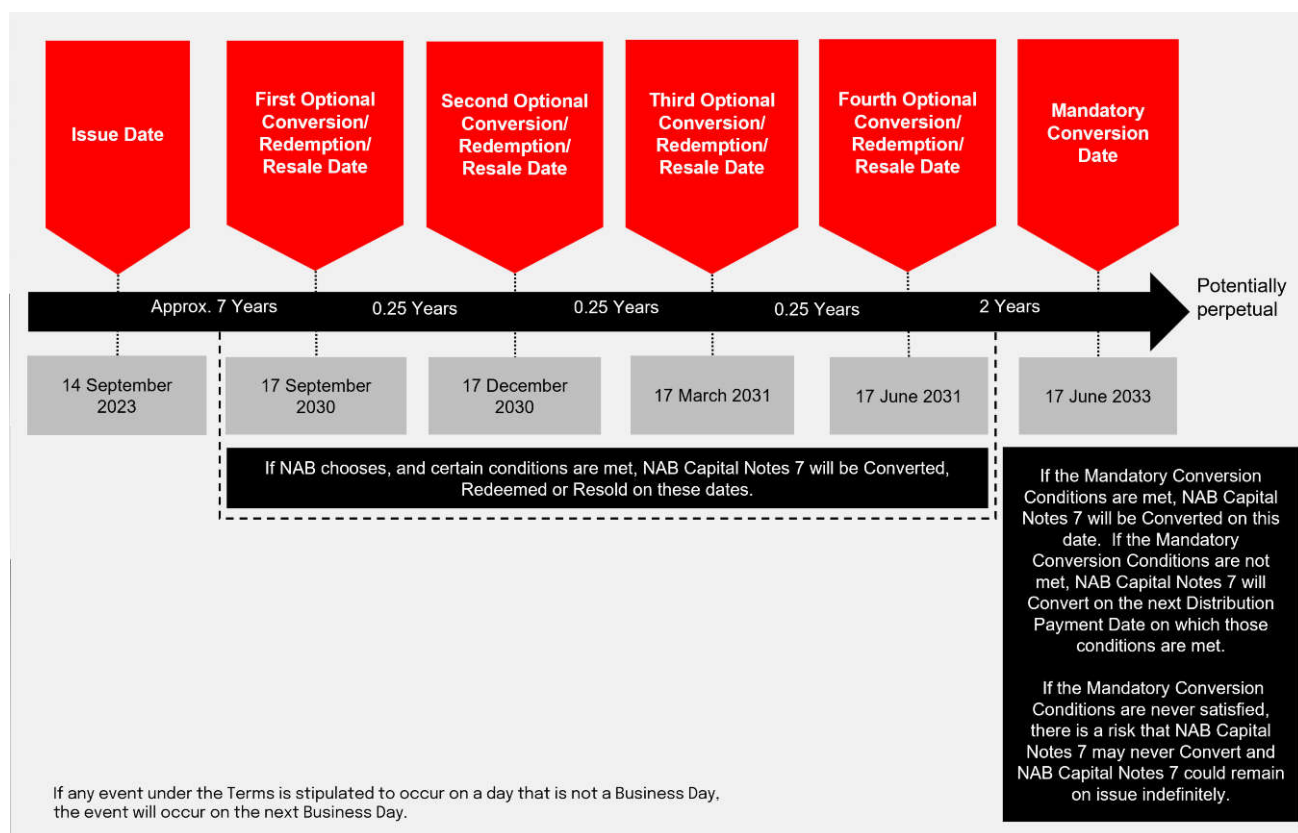 Issue Date
First Optional
Conversion/
Redemption/
Resale Date
Second Optional
Conversion/
Redemption/
Resale Date
Third Optional
Conversion/
Redemption/
Resale Date
Fourth Optional
Conversion/
Redemption/
Resale Date
Mandatory
Conversion
Date
Approx. 7 Years
0.25 Years
0.25 Years
0.25 Years
2 Years
Potentially
perpetual
14 September
2023
17 September
2030
17 December
2030
17 March 2031
17 June 2031
17 June 2033
If NAB chooses, and certain conditions are met, NAB Capital Notes 7 will be Converted,
Redeemed or Resold on these dates.
If the Mandatory Conversion
Conditions are met, NAB Capital
Notes 7 will be Converted on this
date. If the Mandatory
Conversion Conditions are not
met, NAB Capital Notes 7 will
Convert on the next Distribution
Payment Date on which those
conditions are met.
If the Mandatory Conversion
Conditions are never satisfied,
there is a risk that NAB Capital
Notes 7 may never Convert and
NAB Capital Notes 7 could remain
on issue indefinitely.
If any event under the Terms is stipulated to occur on a day that is not a Business Day,
the event will occur on the next Business Day.